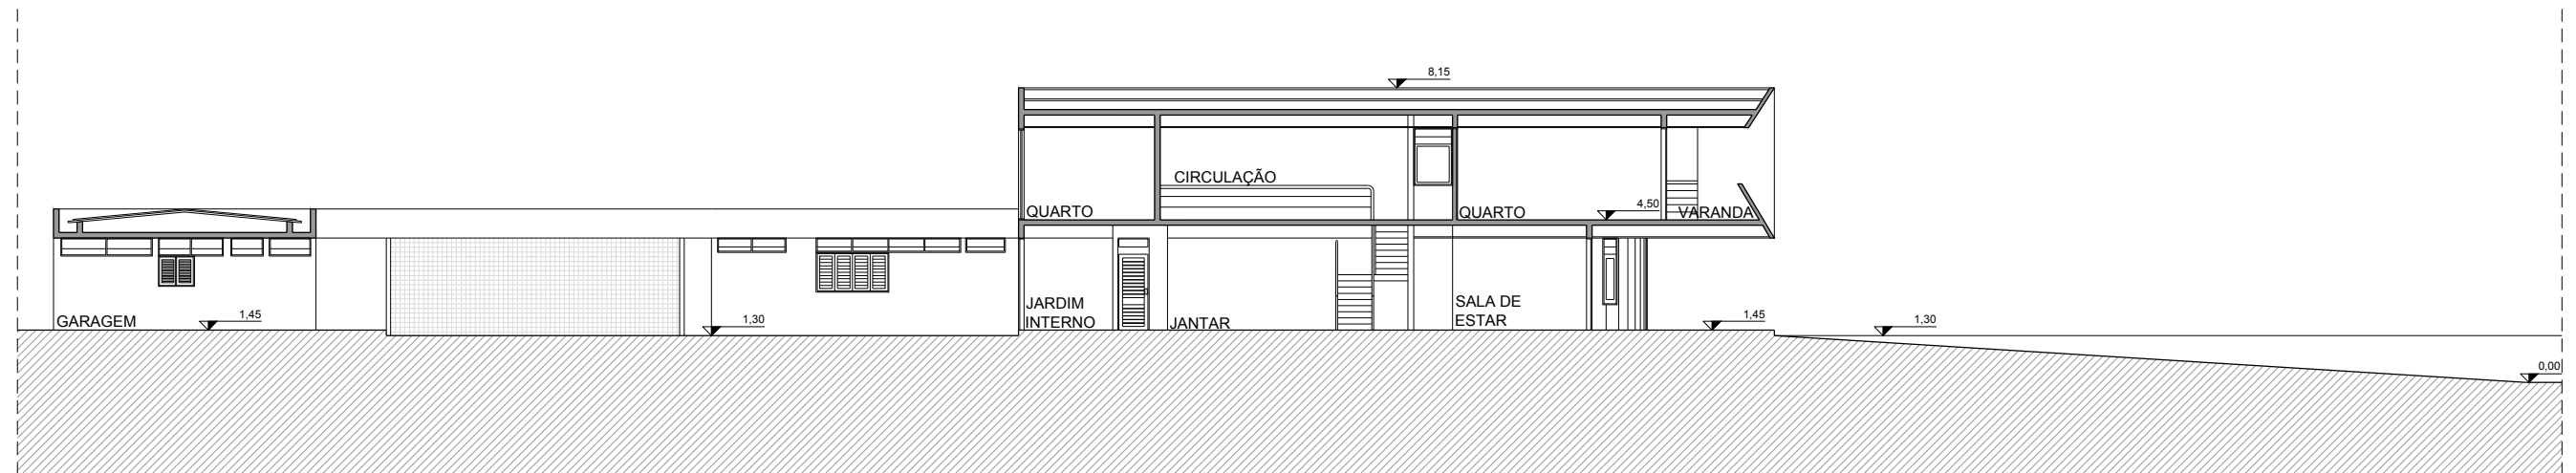 8,15
CIRCULAÇÃO
QUARTO
QUARTO
4,50
VARANDA
GARAGEM
1,45
1,30
JARDIM
INTERNO
JANTAR
SALA DE
ESTAR
1,45
1,30
0,00